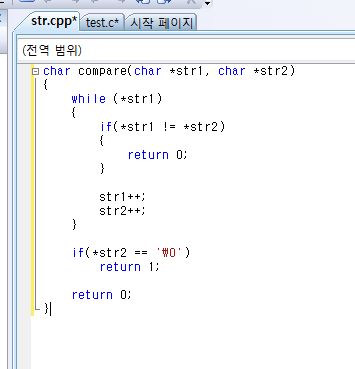 str.cpp* test.c* 시작 페이지
(전역 범위)
char compare(char *str1, char *str2)
{
    while (*str1)
    {
        if(*str1 != *str2)
        {
            return 0;
        }

        str1++;
        str2++;
    }

    if(*str2 == '₩0')
        return 1;

    return 0;
}